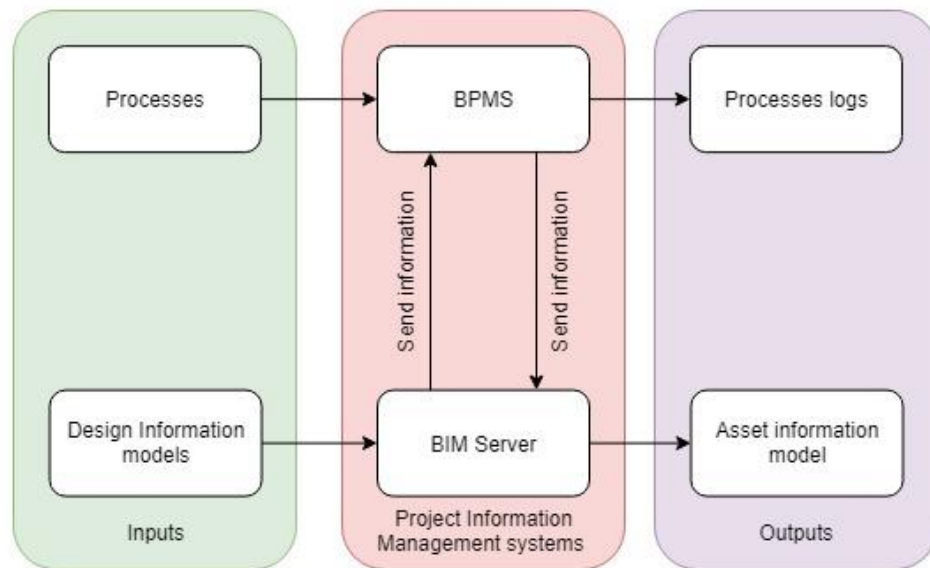 Processes
BPMS
Processes logs
Send information
Send information
Design Information
models
BIM Server
Asset information
model
Inputs
Project Information
Management systems
Outputs